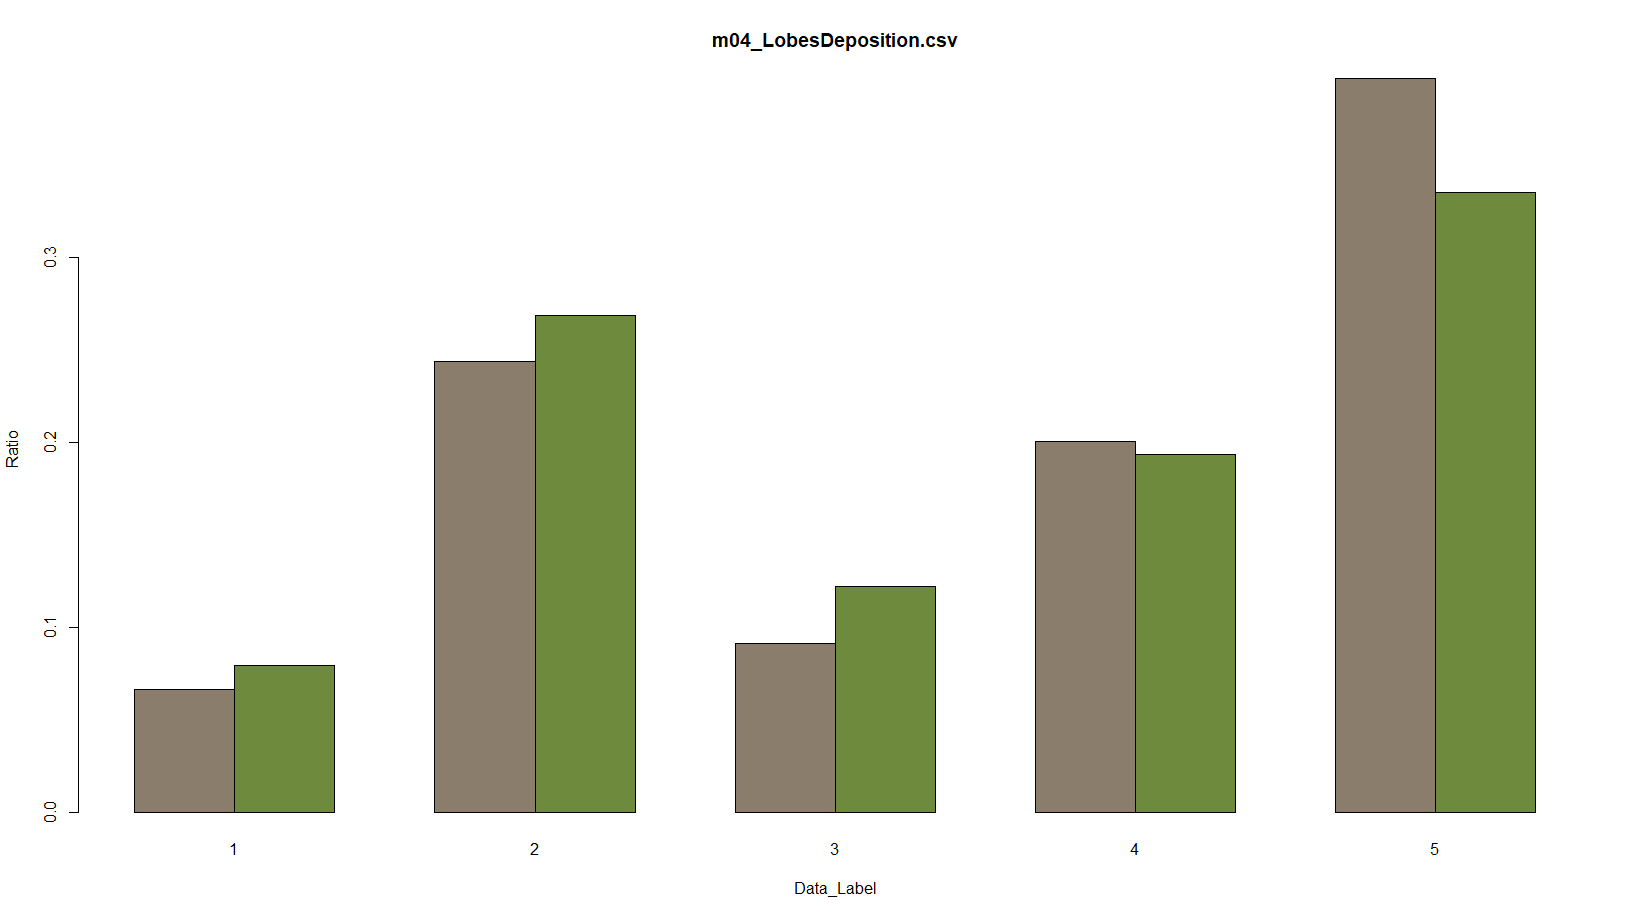 m04_LobesDeposition.csv
Ratio
0.3
0.2
0.1
0.0
1 2 3 4 5
Data_Label